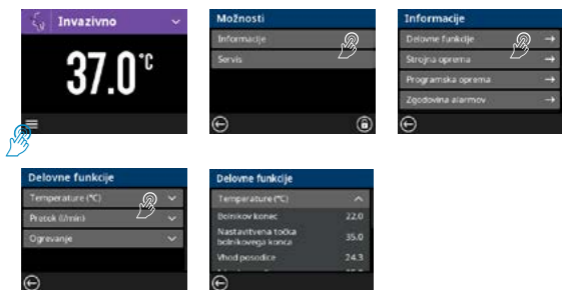 Invazivno
37.0°C
Možnosti
Informacije
Servis
Informacije
Delovne funkcije
Strojna oprema
Programska oprema
Zgodovina alarmov
Delovne funkcije
Temperature (°C)
Pretok (l/min)
Ogrevanje
Delovne funkcije
Temperature (°C)
Bolnikov konec 22.0
Nastavitvena točka
bolnikovega konca 35.0
Vhod posodice 24.3